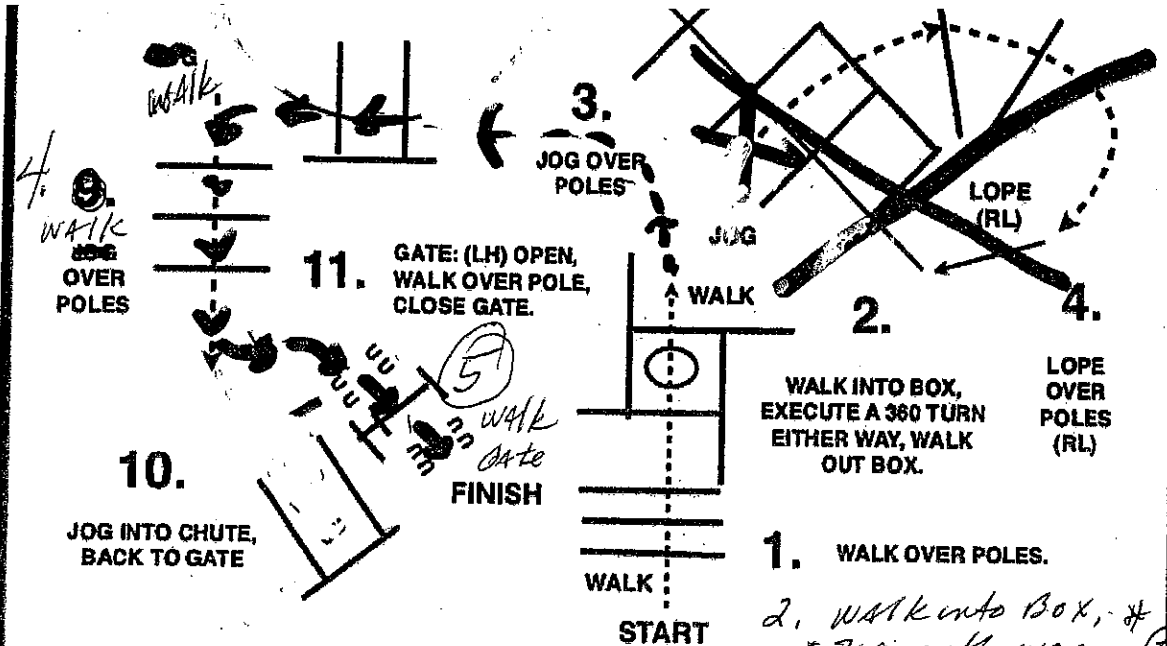 WALK
3.
JOG OVER
POLES
LOPE
(RL)
JOG
4.
9.
WALK
JOG
OVER
POLES
11.
GATE: (LH) OPEN,
WALK OVER POLE,
CLOSE GATE.
WALK
2.
4.
WALK INTO BOX,
EXECUTE A 360 TURN
EITHER WAY, WALK
OUT BOX.
LOPE
OVER
POLES
(RL)
5
WALK
GATE
FINISH
10.
JOG INTO CHUTE,
BACK TO GATE
1. WALK OVER POLES.
WALK
START
2. WALK into BOX, *